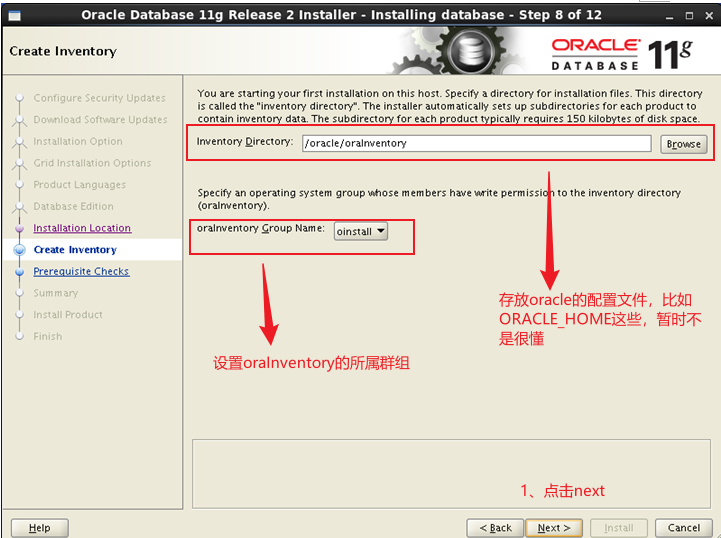 Oracle Database 11g Release 2 Installer - Installing database - Step 8 of 12
Create Inventory
ORACLE
DATABASE
11g
Configure Security Updates
Download Software Updates
Installation Option
Grid Installation Options
Product Languages
Database Edition
Installation Location
Create Inventory
Prerequisite Checks
Summary
Install Product
Finish
You are starting your first installation on this host. Specify a directory for installation files. This directory
is called the "inventory directory". The installer automatically sets up subdirectories for each product to
contain inventory data. The subdirectory for each product typically requires 150 kilobytes of disk space.
Inventory Directory: /oracle/oraInventory Browse
Specify an operating system group whose members have write permission to the inventory directory
(oraInventory).
oraInventory Group Name: oinstall
存放oracle的配置文件，比如
ORACLE_HOME这些，暂时不
是很懂
设置oraInventory的所属群组
1、点击next
Help < Back Next > Install Cancel